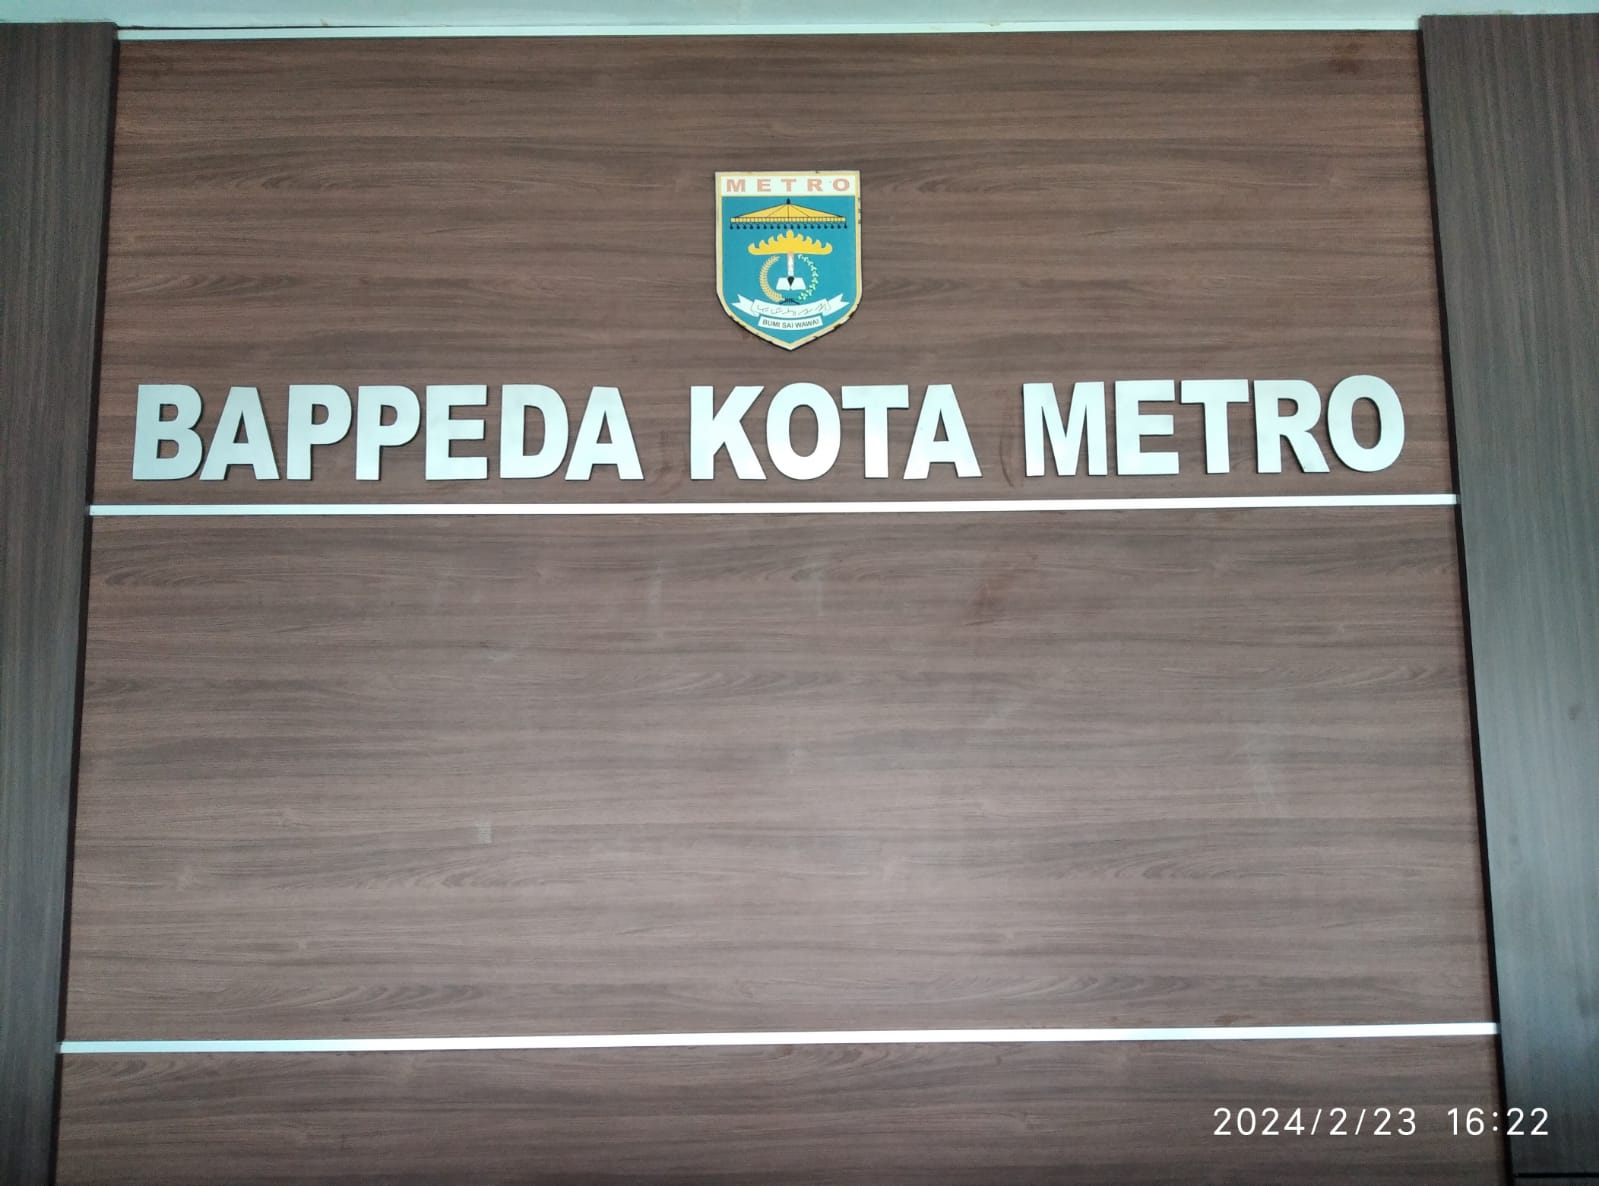 METRO
BUMI SAI WAWAI
BAPPEDA KOTA METRO
2024/2/23 16:22